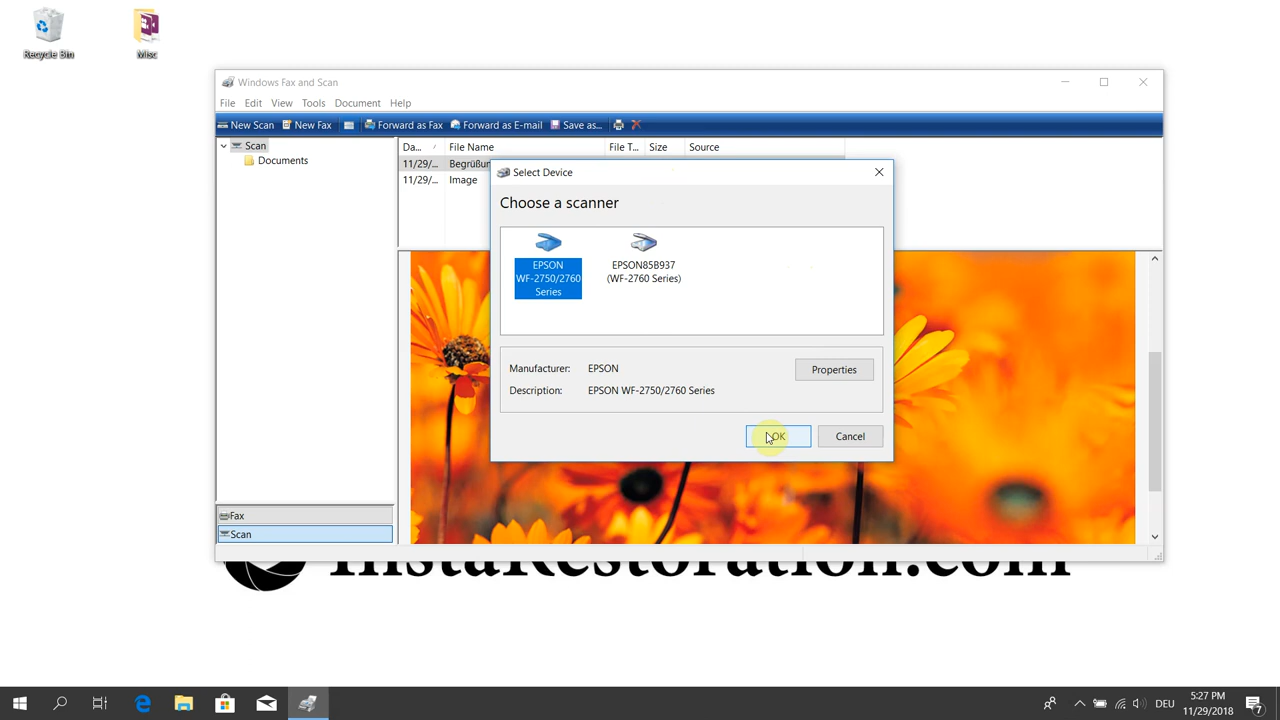 Recycle Bin
Misc
Windows Fax and Scan
File Edit View Tools Document Help
New Scan New Fax Forward as Fax Forward as E-mail Save as...
Scan
Documents
Da... File Name File T... Size Source
11/29/... Begrüßun
11/29/... Image
Select Device
Choose a scanner
EPSON
WF-2750/2760
Series
EPSON85B937
(WF-2760 Series)
Manufacturer: EPSON
Properties
Description: EPSON WF-2750/2760 Series
OK Cancel
Fax
Scan
InstaRestoration.com
DEU
5:27 PM
11/29/2018
7